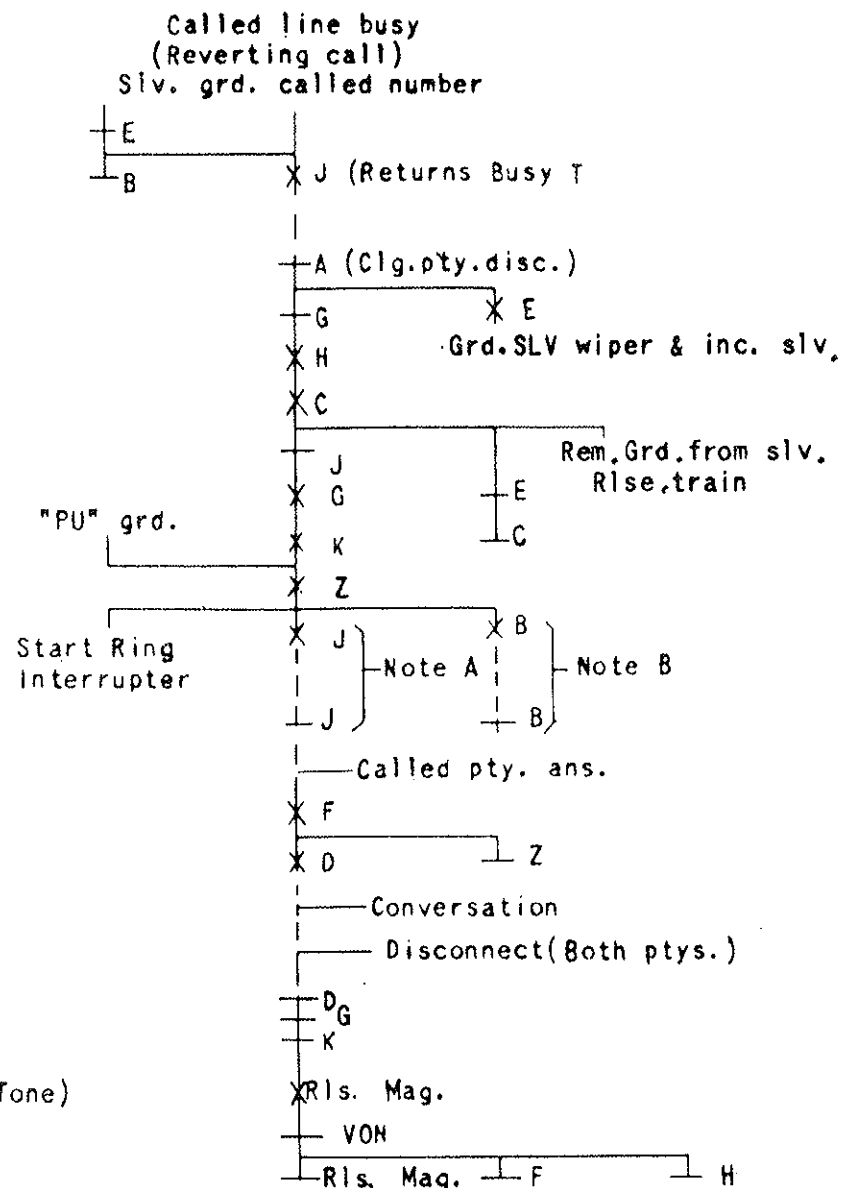 Called line busy
(Reverting call)
Slv. grd. called number
E
B
J (Returns Busy T
A (Clg.pty.disc.)
G
E
Grd.SLV wiper & inc. slv.
H
C
J
Rem.Grd.from slv.
Rlse.train
G
E
C
"PU" grd.
K
Z
Start Ring
Interrupter
J
Note A
B
Note B
J
B
Called pty. ans.
F
D
Z
Conversation
Disconnect(Both ptys.)
D
G
K
Tone)
Rls. Mag.
VON
Rls. Mag.
F
H